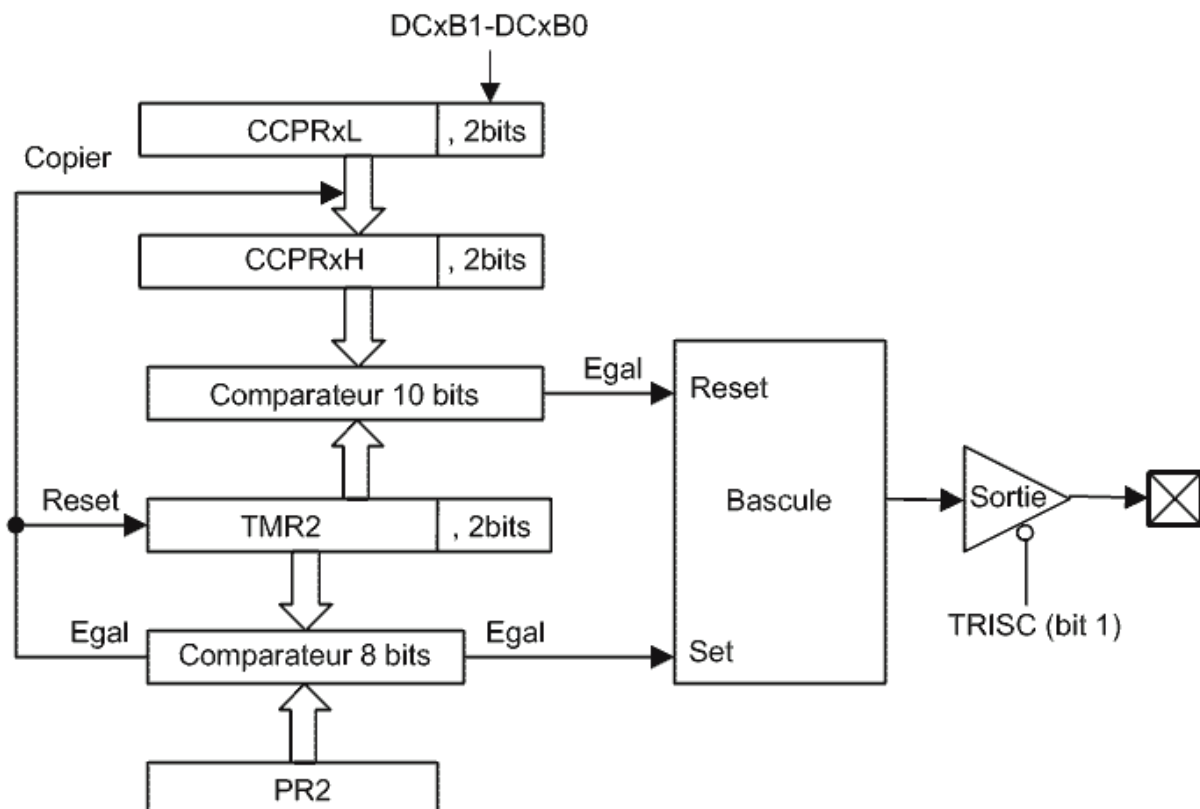 DCxB1-DCxB0
CCPRxL , 2bits
Copier
CCPRxH , 2bits
Comparateur 10 bits
Egal
Reset
Bascule
Set
Sortie
TRISC (bit 1)
Reset
TMR2 , 2bits
Egal
Comparateur 8 bits
Egal
PR2